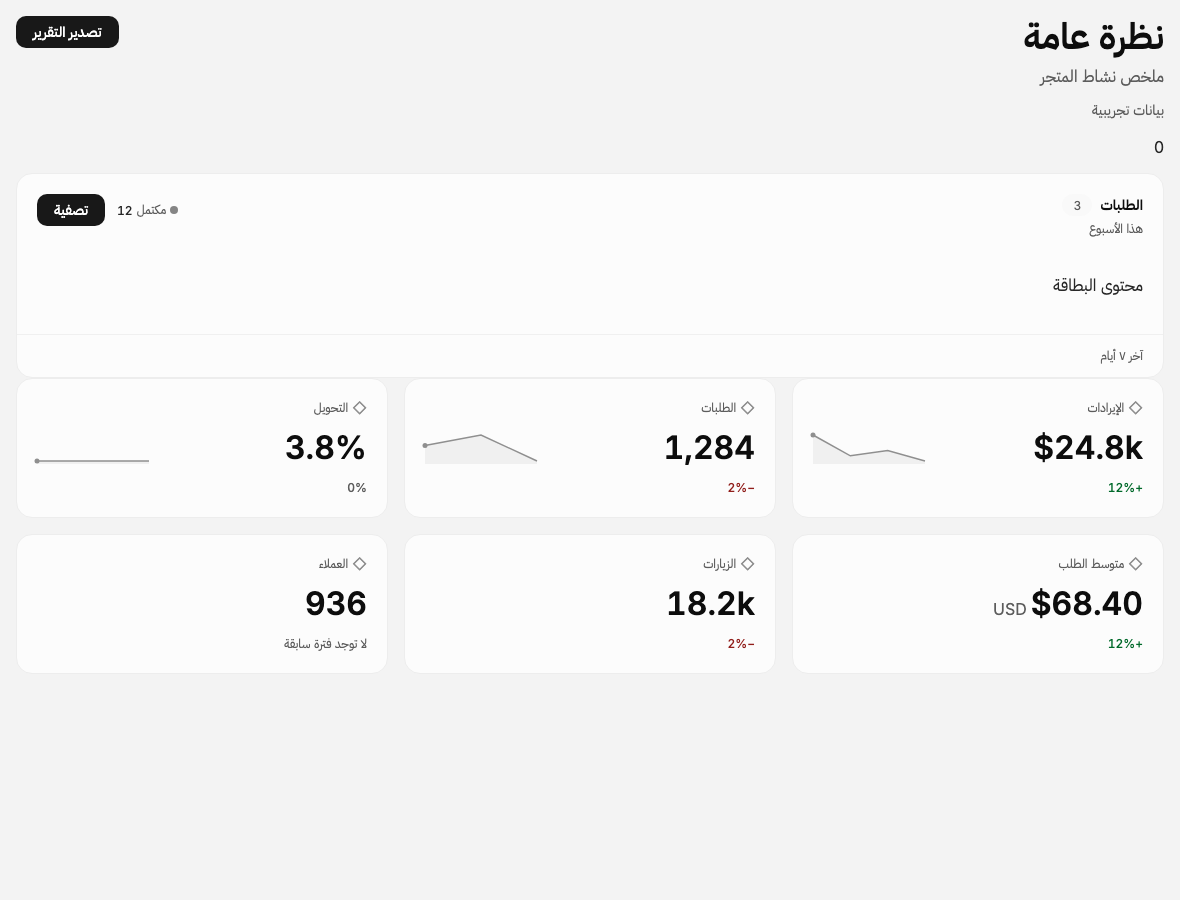 نظرة عامة
تصدير التقرير
ملخص نشاط المتجر
بيانات تجريبية
0
الطلبات 3
هذا الأسبوع
مكتمل 12
تصفية
محتوى البطاقة
آخر ٧ أيام
الإيرادات
$24.8k
12%+
الطلبات
1,284
2%−
التحويل
3.8%
0%
متوسط الطلب
$68.40 USD
12%+
الزيارات
18.2k
2%−
العملاء
936
لا توجد فترة سابقة